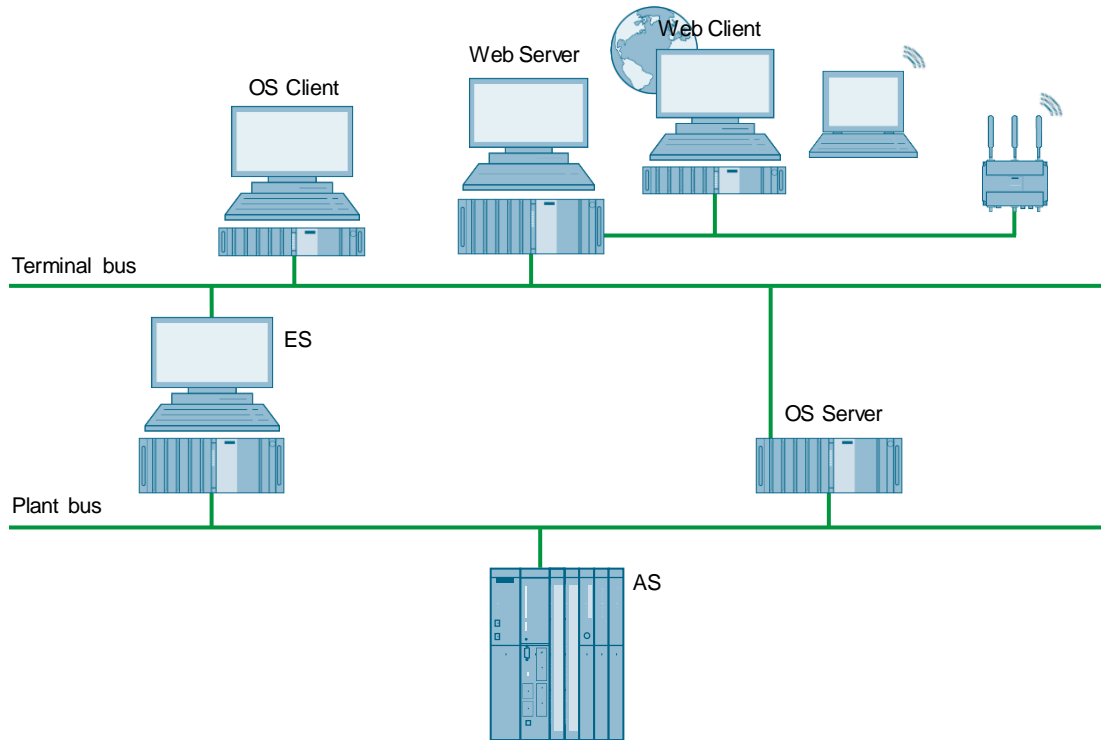 Web Client
Web Server
OS Client
Terminal bus
ES
OS Server
Plant bus
AS